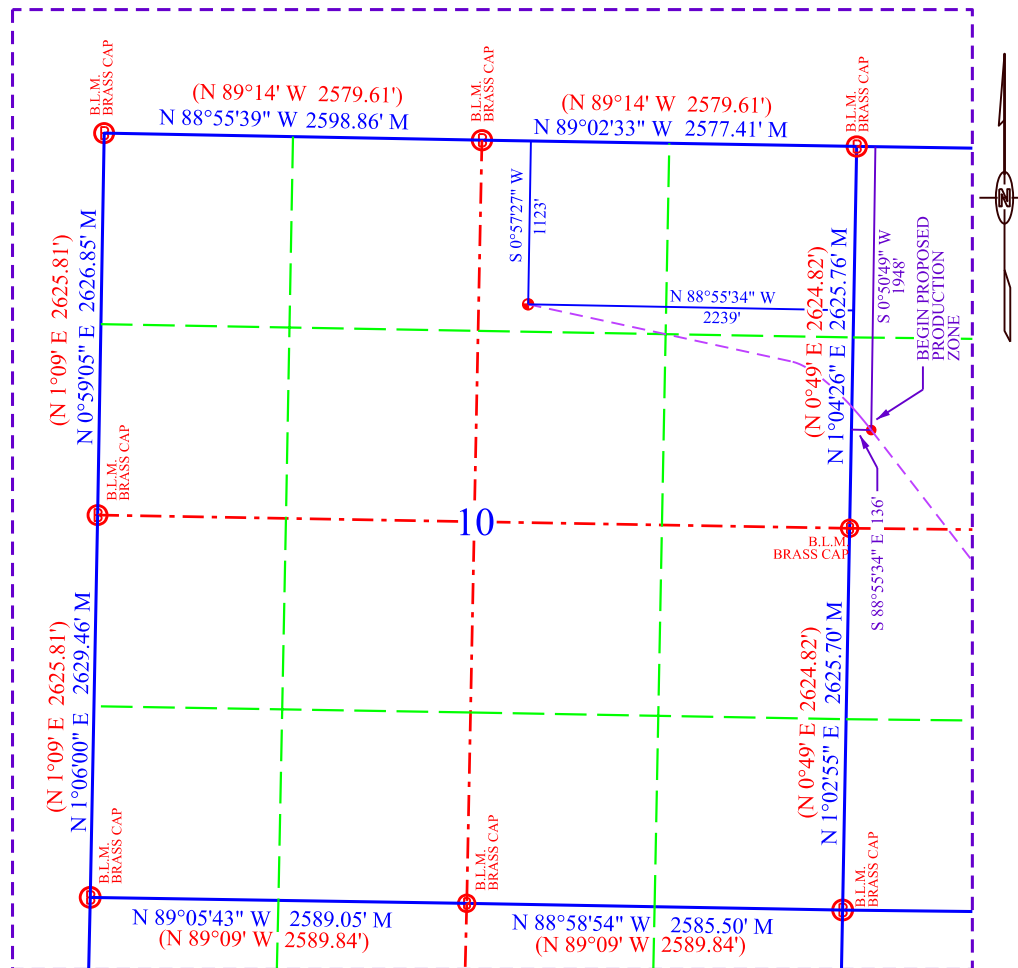 B.L.M.
BRASS CAP
(N 89°14' W 2579.61')
N 88°55'39" W 2598.86' M
B.L.M.
BRASS CAP
(N 89°14' W 2579.61')
N 89°02'33" W 2577.41' M
B.L.M.
BRASS CAP
N
(N 1°09' E 2625.81')
N 0°59'05" E 2626.85' M
S 0°57'27" W
1123'
N 88°55'34" W
2239'
(N 0°49' E 2624.82')
N 1°04'26" E 2625.76' M
S 0°50'49" W
1948'
BEGIN PROPOSED
PRODUCTION
ZONE
B.L.M.
BRASS CAP
10
B.L.M.
BRASS CAP
S 88°55'34" E 136'
(N 1°09' E 2625.81')
N 1°06'00" E 2629.46' M
(N 0°49' E 2624.82')
N 1°02'55" E 2625.70' M
B.L.M.
BRASS CAP
B.L.M.
BRASS CAP
B.L.M.
BRASS CAP
N 89°05'43" W 2589.05' M
(N 89°09' W 2589.84')
N 88°58'54" W 2585.50' M
(N 89°09' W 2589.84')